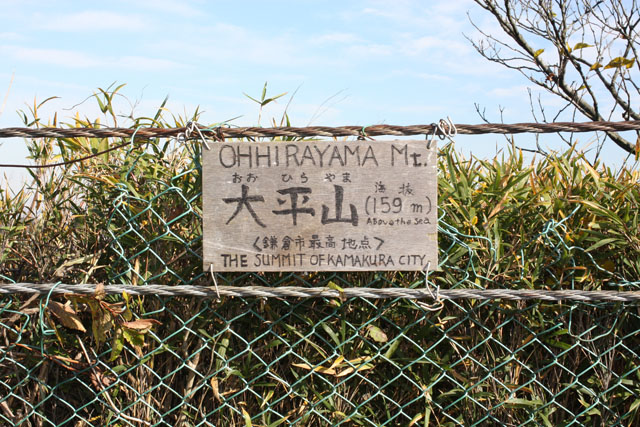 OHHIRAYAMA Mt.
おおひらやま
大平山
海抜
(159 m)
Above the sea
<鎌倉市最高地点>
THE SUMMIT OF KAMAKURA CITY.